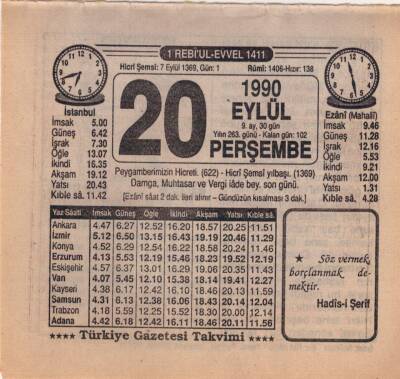 1 REBİ'UL-EVVEL 1411
Hicrî Şemsî: 7 Eylül 1369, Gün: 1
Rûmî: 1406-Hızır: 138
20
1990
EYLÜL
9. ay, 30 gün
Yılın 263. günü - Kalan gün: 102
PERŞEMBE
İstanbul
İmsak 5.00
Güneş 6.42
İşrak 7.30
Öğle 13.07
İkindi 16.35
Akşam 19.12
Yatsı 20.43
Kıble sâ. 11.42
Ezânî (Mahallî)
İmsak 9.46
Güneş 11.28
İşrak 12.16
Öğle 5.53
İkindi 9.21
Akşam 12.00
Yatsı 1.31
Kıble sâ. 4.28
Peygamberimizin Hicreti. (622) - Hicrî Şemsî yılbaşı. (1369)
Damga, Muhtasar ve Vergi iâde bey. son günü.
[Ezânî sâat 2 dak. ileri alınır – Gündüzün kısalması 3 dak.]
Yaz Sâati İmsak Güneş Öğle İkindi Akşam Yatsı Kıble sâ.
Ankara 4.47 6.27 12.52 16.20 18.57 20.25 11.51
İzmir 5.12 6.50 13.15 16.43 19.19 20.46 11.29
Konya 4.52 6.29 12.54 16.22 18.58 20.24 11.46
Erzurum 4.13 5.53 12.19 15.46 18.23 19.52 12.19
Eskişehir 4.57 6.37 13.01 16.29 19.06 20.35 11.43
Van 4.07 5.45 12.10 15.38 18.14 19.41 12.27
Kayseri 4.38 6.17 12.42 16.10 18.46 20.13 11.59
Samsun 4.31 6.13 12.38 16.06 18.43 20.14 12.04
Trabzon 4.18 5.59 12.25 15.52 18.30 20.00 12.14
Adana 4.42 6.18 12.42 16.11 18.46 20.11 11.56
★ Söz vermek,
borçlanmak de-
mektir.
Hadis-i Şerif
★★★★ Türkiye Gazetesi Takvimi ★★★★